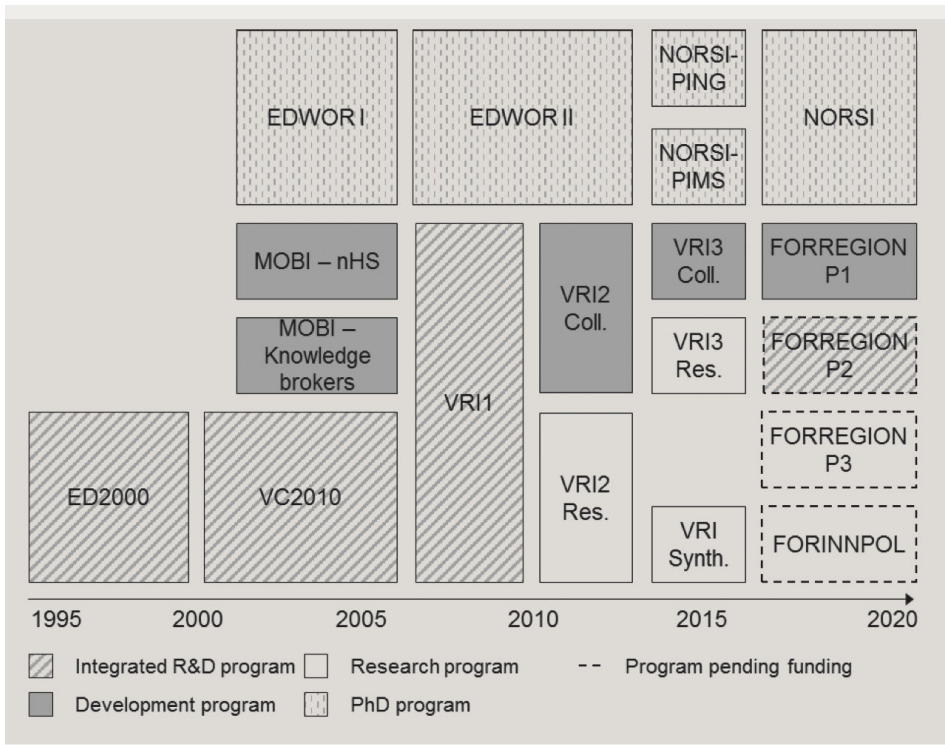 EDWOR I
EDWOR II
NORSI-
PING
NORSI-
PIMS
NORSI
MOBI – nHS
VRI3
Coll.
FORREGION
P1
MOBI –
Knowledge
brokers
VRI1
VRI2
Coll.
VRI3
Res.
FORREGION
P2
ED2000
VC2010
VRI2
Res.
FORREGION
P3
VRI
Synth.
FORINNPOL
1995 2000 2005 2010 2015 2020
Integrated R&D program
Research program
Program pending funding
Development program
PhD program